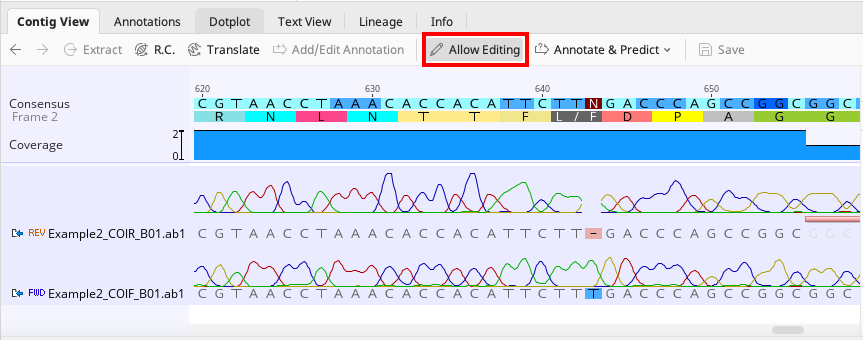 Contig View Annotations Dotplot Text View Lineage Info
Extract R.C. Translate Add/Edit Annotation Allow Editing Annotate & Predict Save
620 630 640 650
Consensus C G T A A C C T A A A C A C C A C A T T C T T N G A C C C A G C C G G C G G C
Frame 2 R N L N T T F L / F D P A G G
Coverage 2
0
REV Example2_COIR_B01.ab1 C G T A A C C T A A A C A C C A C A T T C T T - G A C C C A G C C G G C G G C
FWD Example2_COIF_B01.ab1 C G T A A C C T A A A C A C C A C A T T C T T T G A C C C A G C C G G C G G C